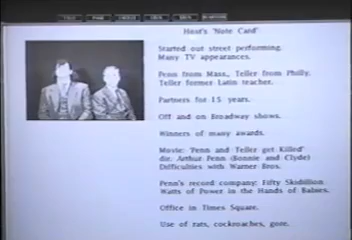 Host's 'Note Card'
Started out street performing.
Many TV appearances.
Penn from Mass, Teller from Philly.
Teller former Latin teacher.
Partners for 15 years.
Off and on Broadway shows.
Winners of many awards.
Movie: 'Penn and Teller get Killed'
dir. Arthur Penn (Bonnie and Clyde)
Difficulties with Warner Bros.
Penn's record company: Fifty Skidillion
Watts of Power in the Hands of Babies.
Office in Times Square.
Use of rats, cockroaches, gore.